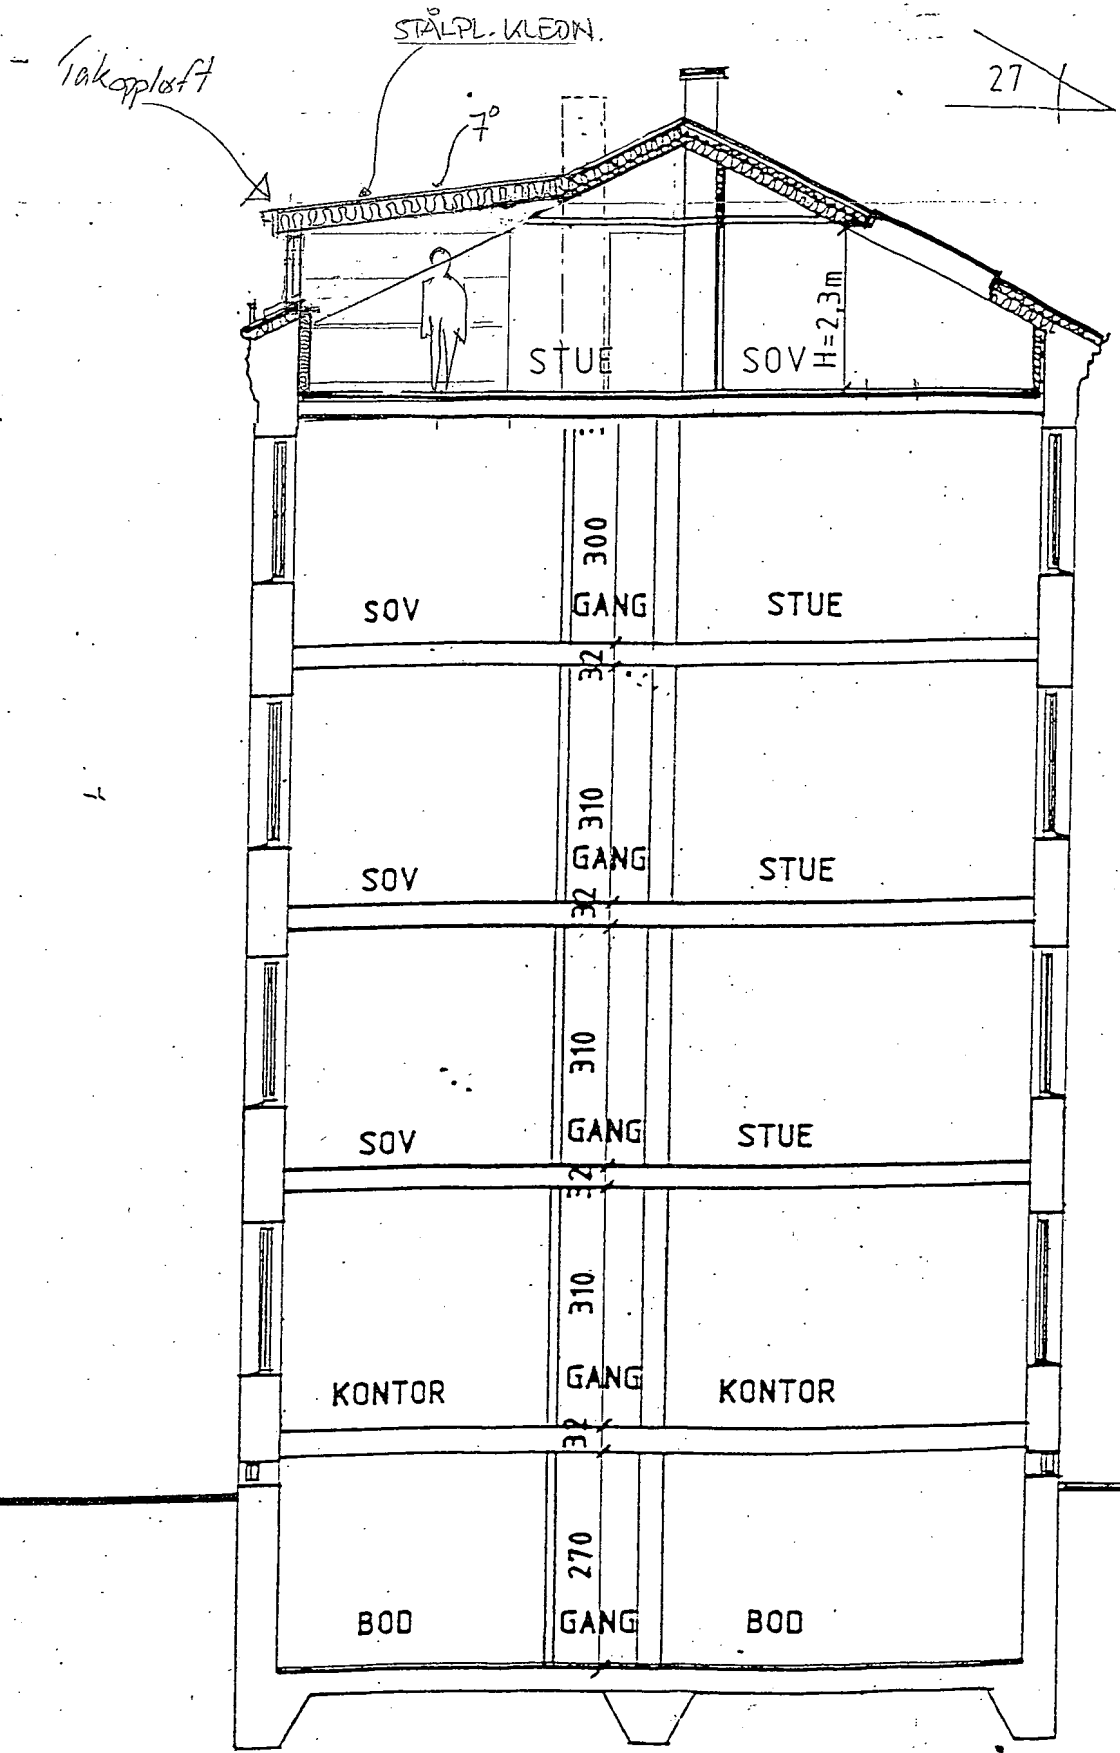 STÅLPL. KLEDN.
Takoppløft
7°
27
STUE
SOV
H=2,3m
300
SOV GANG STUE
32
310
SOV GANG STUE
32
310
SOV GANG STUE
32
310
KONTOR GANG KONTOR
32
270
BOD GANG BOD